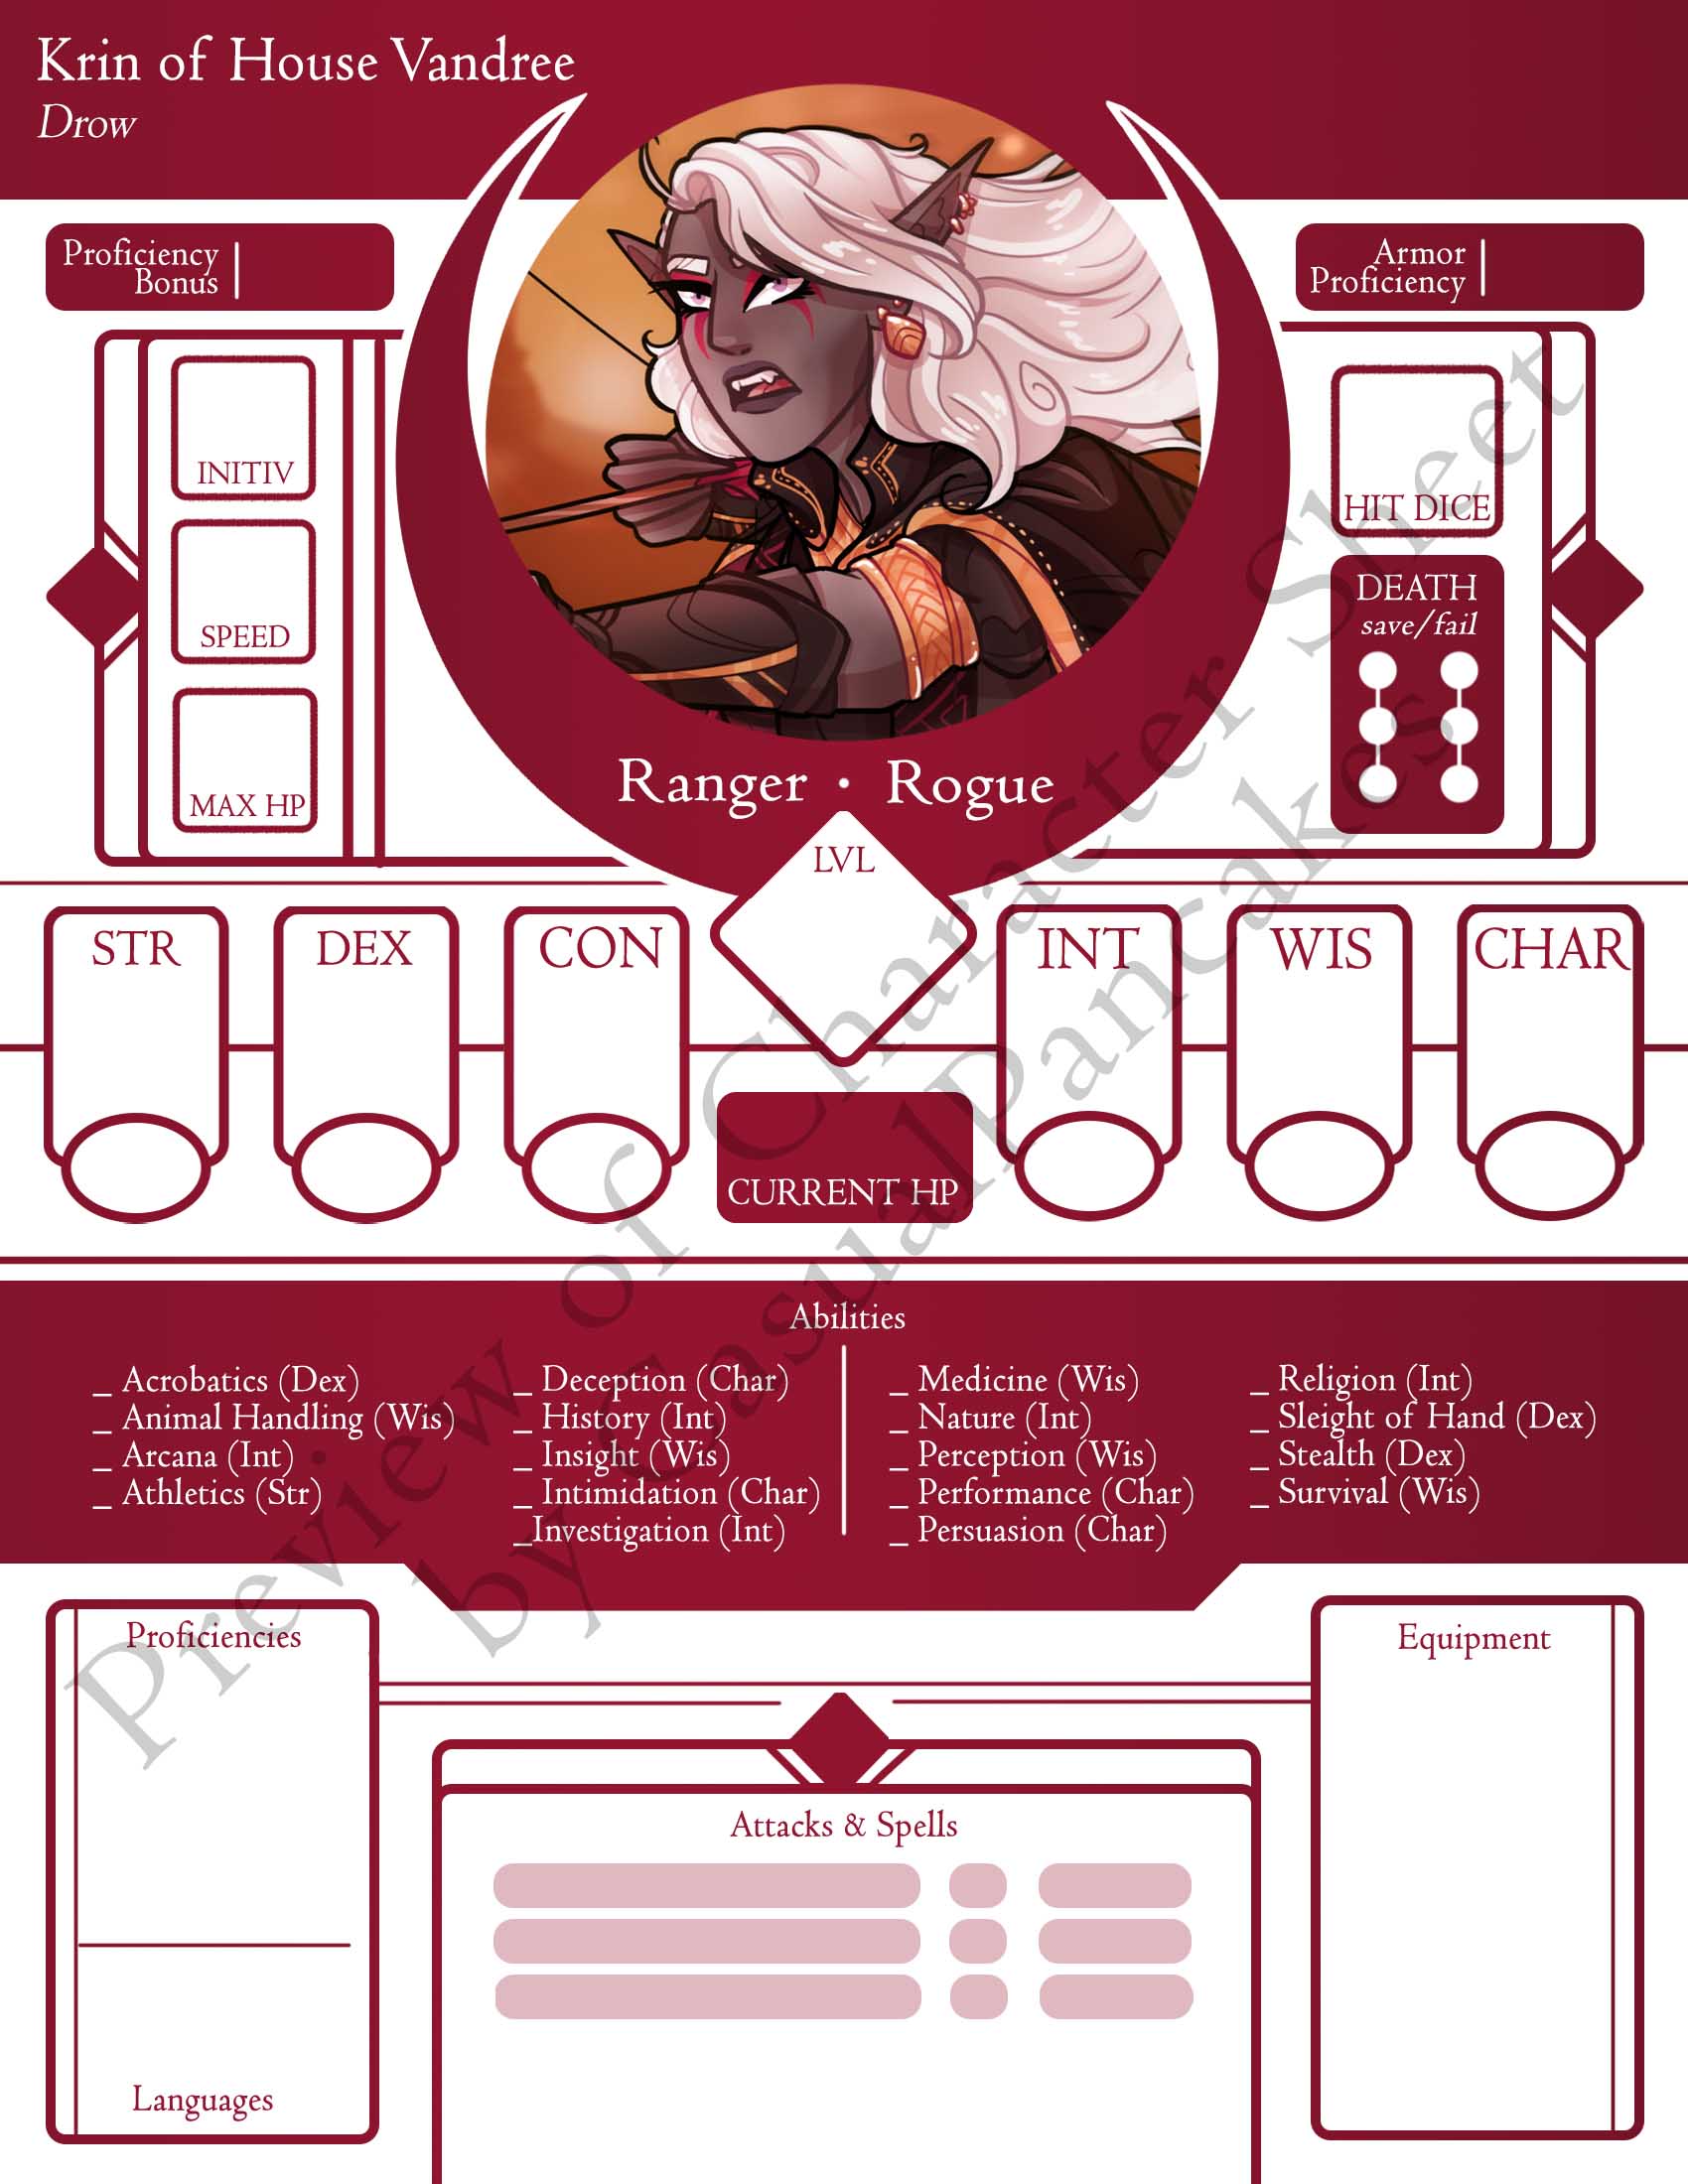 Krin of House Vandree
Drow
Proficiency
Bonus
Armor
Proficiency
INITIV
SPEED
MAX HP
HIT DICE
DEATH
save/fail
Ranger · Rogue
LVL
STR
DEX
CON
INT
WIS
CHAR
CURRENT HP
Abilities
_ Acrobatics (Dex)
_ Animal Handling (Wis)
_ Arcana (Int)
_ Athletics (Str)
_ Deception (Char)
_ History (Int)
_ Insight (Wis)
_ Intimidation (Char)
_Investigation (Int)
_ Medicine (Wis)
_ Nature (Int)
_ Perception (Wis)
_ Performance (Char)
_ Persuasion (Char)
_ Religion (Int)
_ Sleight of Hand (Dex)
_ Stealth (Dex)
_ Survival (Wis)
Proficiencies
Languages
Attacks & Spells
Equipment
Preview of Character Sheet
by CasualPancakes